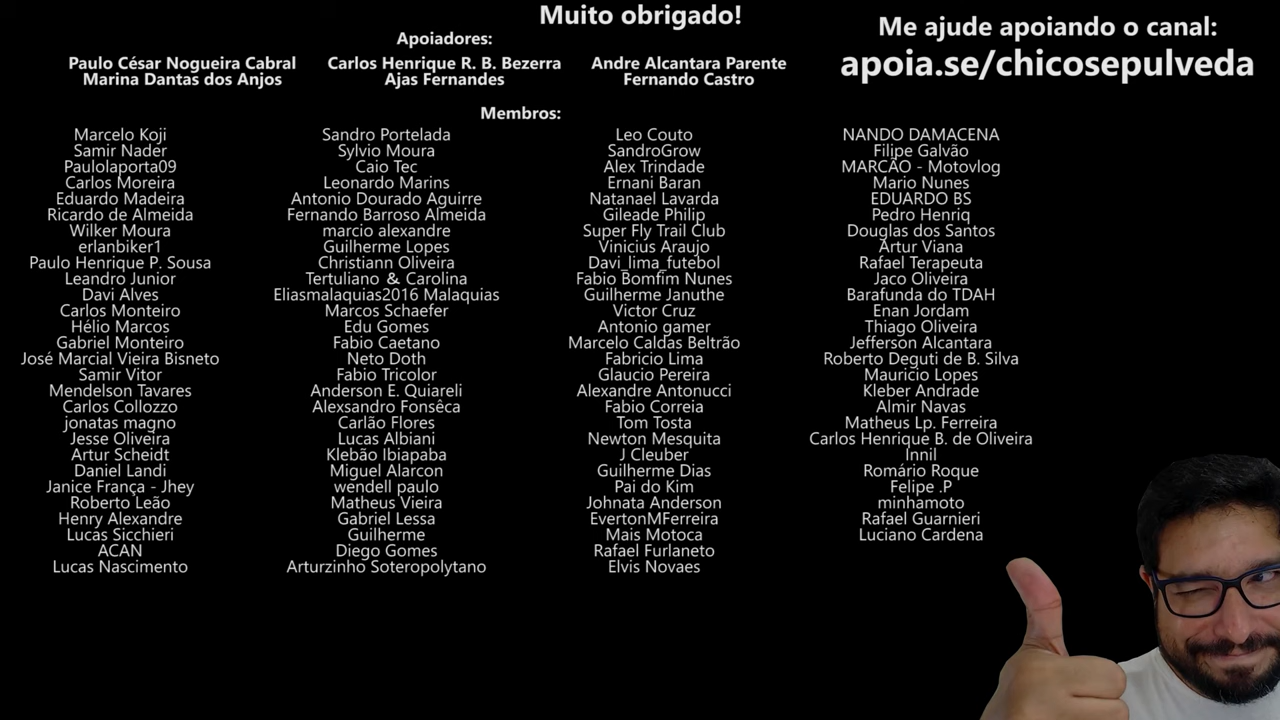 Muito obrigado!
Me ajude apoiando o canal:
apoia.se/chicosepulveda
Apoiadores:
Paulo César Nogueira Cabral
Marina Dantas dos Anjos
Carlos Henrique R. B. Bezerra
Ajas Fernandes
Andre Alcantara Parente
Fernando Castro
Membros:
Marcelo Koji
Samir Nader
Paulolaporta09
Carlos Moreira
Eduardo Madeira
Ricardo de Almeida
Wilker Moura
erlanbiker1
Paulo Henrique P. Sousa
Leandro Junior
Davi Alves
Carlos Monteiro
Hélio Marcos
Gabriel Monteiro
José Marcial Vieira Bisneto
Samir Vitor
Mendelson Tavares
Carlos Collozzo
jonatas magno
Jesse Oliveira
Artur Scheidt
Daniel Landi
Janice França - Jhey
Roberto Leão
Henry Alexandre
Lucas Sicchieri
ACAN
Lucas Nascimento
Sandro Portelada
Sylvio Moura
Caio Tec
Leonardo Marins
Antonio Dourado Aguirre
Fernando Barroso Almeida
marcio alexandre
Guilherme Lopes
Christiann Oliveira
Tertuliano & Carolina
Eliasmalaquias2016 Malaquias
Marcos Schaefer
Edu Gomes
Fabio Caetano
Neto Doth
Fabio Tricolor
Anderson E. Quiareli
Alexsandro Fonsêca
Carlão Flores
Lucas Albiani
Klebão Ibiapaba
Miguel Alarcon
wendell paulo
Matheus Vieira
Gabriel Lessa
Guilherme
Diego Gomes
Arturzinho Soteropolytano
Leo Couto
SandroGrow
Alex Trindade
Ernani Baran
Natanael Lavarda
Gileade Philip
Super Fly Trail Club
Vinicius Araujo
Davi_lima_futebol
Fabio Bomfim Nunes
Guilherme Januthe
Victor Cruz
Antonio gamer
Marcelo Caldas Beltrão
Fabricio Lima
Glaucio Pereira
Alexandre Antonucci
Fabio Correia
Tom Tosta
Newton Mesquita
J Cleuber
Guilherme Dias
Pai do Kim
Johnata Anderson
EvertonMFerreira
Mais Motoca
Rafael Furlaneto
Elvis Novaes
NANDO DAMACENA
Filipe Galvão
MARCÃO - Motovlog
Mario Nunes
EDUARDO BS
Pedro Henriq
Douglas dos Santos
Artur Viana
Rafael Terapeuta
Jaco Oliveira
Barafunda do TDAH
Enan Jordam
Thiago Oliveira
Jefferson Alcantara
Roberto Deguti de B. Silva
Mauricio Lopes
Kleber Andrade
Almir Navas
Matheus Lp. Ferreira
Carlos Henrique B. de Oliveira
Innil
Romário Roque
Felipe .P
minhamoto
Rafael Guarnieri
Luciano Cardena